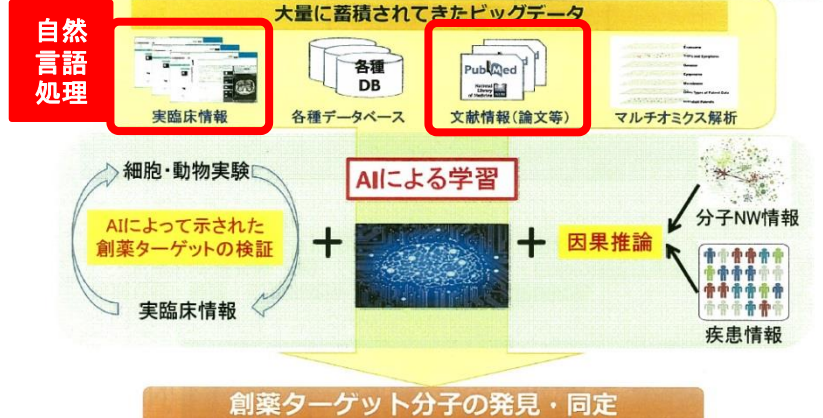 大量に蓄積されてきたビッグデータ
自然
言語
処理
各種
DB
PubMed
National
Library
of Medicine
実臨床情報
各種データベース
文献情報(論文等)
マルチオミクス解析
細胞・動物実験
AIによって示された
創薬ターゲットの検証
実臨床情報
+
AIによる学習
+
因果推論
分子NW情報
疾患情報
創薬ターゲット分子の発見・同定